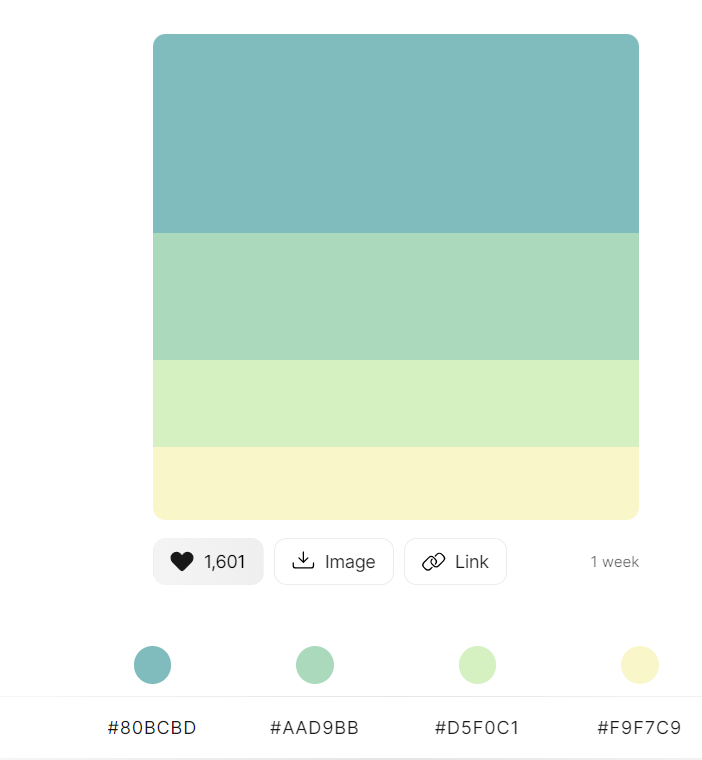 1,601 Image Link 1 week
#80BCBD #AAD9BB #D5F0C1 #F9F7C9